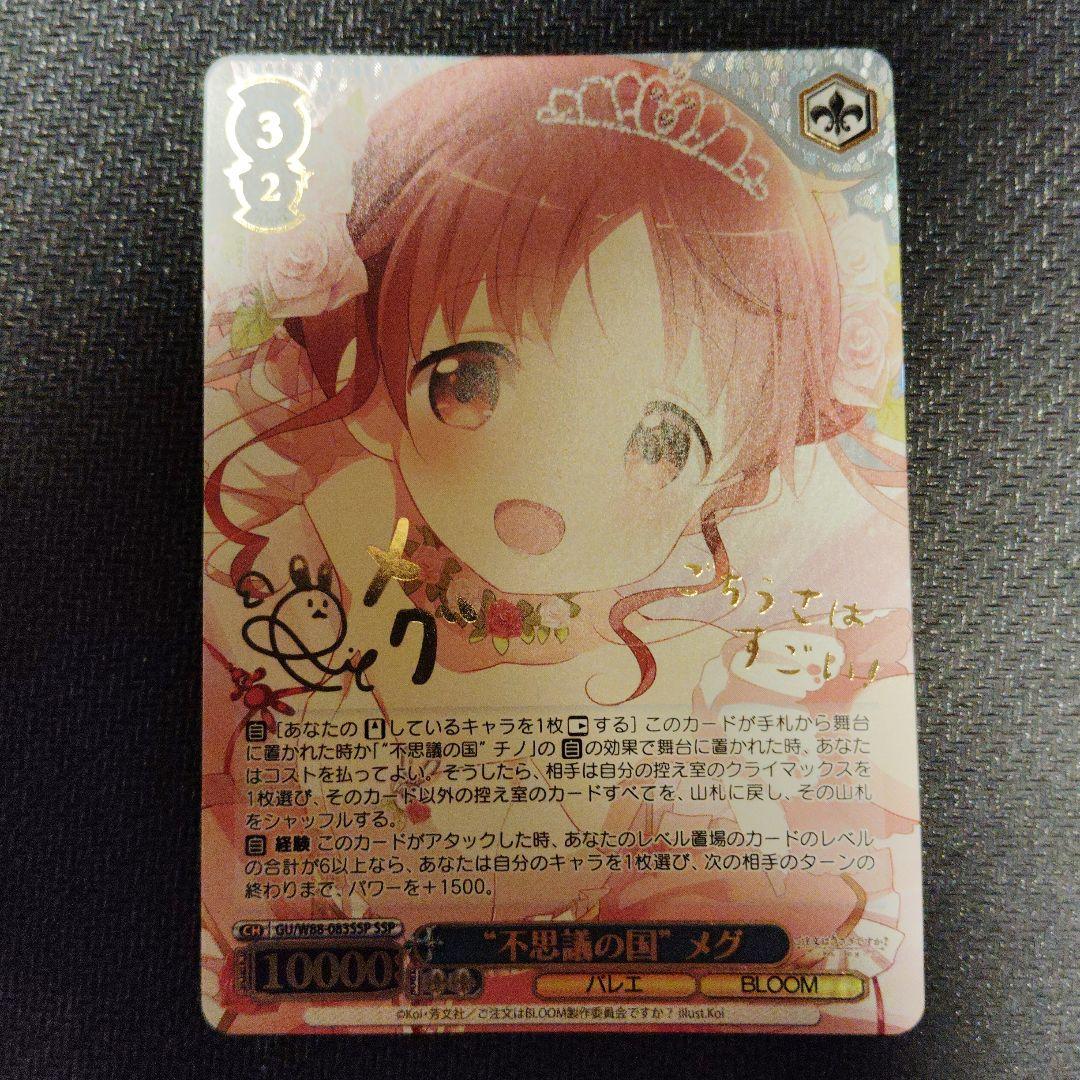 3
2
メグ
ごちうさは
すごい!!
自 [あなたの しているキャラを1枚 する] このカードが手札から舞台
に置かれた時か「"不思議の国" チノ」の 自 の効果で舞台に置かれた時、あなた
はコストを払ってよい。そうしたら、相手は自分の控え室のクライマックスを
1枚選び、そのカード以外の控え室のカードすべてを、山札に戻し、その山札
をシャッフルする。
自 経験 このカードがアタックした時、あなたのレベル置場のカードのレベル
の合計が6以上なら、あなたは自分のキャラを1枚選び、次の相手のターンの
終わりまで、パワーを+1500。
CH GU/W88-083SSP SSP
"不思議の国" メグ
ご注文はうさぎですか?
10000
バレエ BLOOM
©Koi・芳文社/ご注文はBLOOM製作委員会ですか? illust.Koi